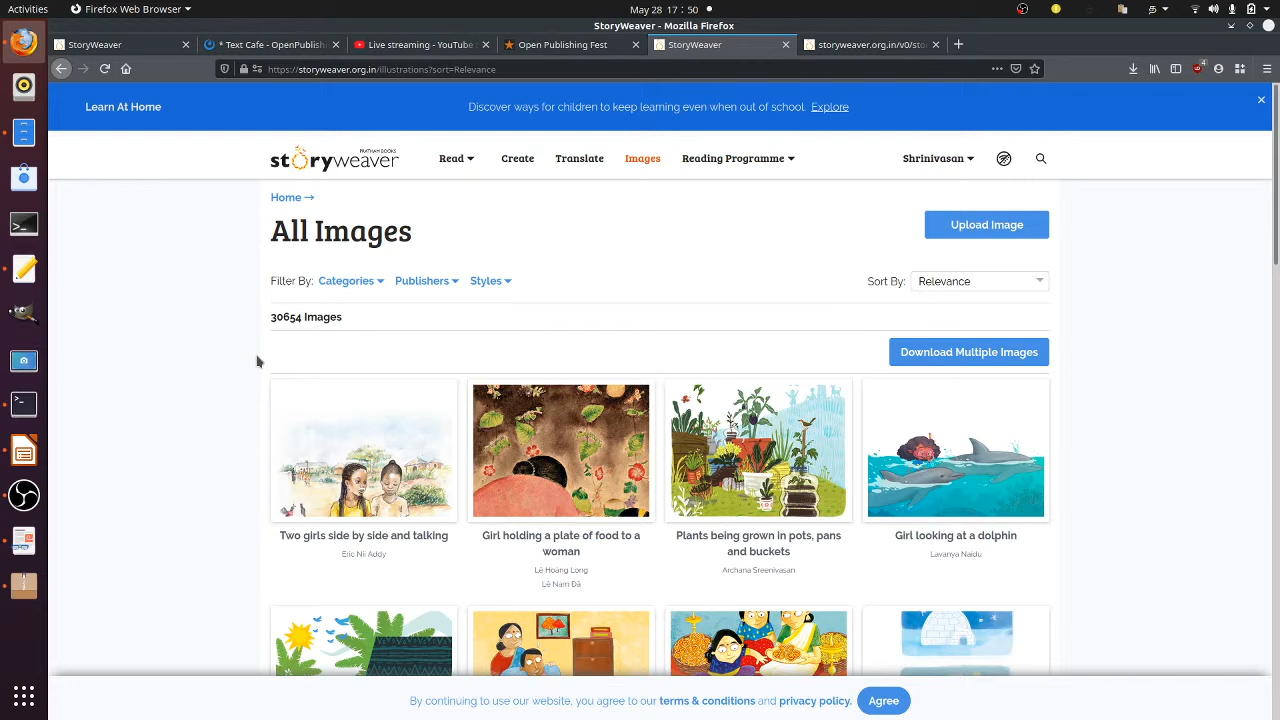 Activities
Firefox Web Browser
May 28 17:50
StoryWeaver - Mozilla Firefox
StoryWeaver
* Text Cafe - OpenPublish
Live streaming - YouTube
Open Publishing Fest
StoryWeaver
storyweaver.org.in/v0/sto
https://storyweaver.org.in/illustrations?sort=Relevance
4
Learn At Home
Discover ways for children to keep learning even when out of school. Explore
PRATHAM BOOKS
storyweaver
Read
Create
Translate
Images
Reading Programme
Shrinivasan
Home →
All Images
Upload Image
Filter By: Categories Publishers Styles
Sort By: Relevance
30654 Images
Download Multiple Images
Two girls side by side and talking
Eric Nii Addy
Girl holding a plate of food to a
woman
Lê Hoàng Long
Lê Nam Đã
Plants being grown in pots, pans
and buckets
Archana Sreenivasan
Girl looking at a dolphin
Lavanya Naidu
By continuing to use our website, you agree to our terms & conditions and privacy policy.
Agree